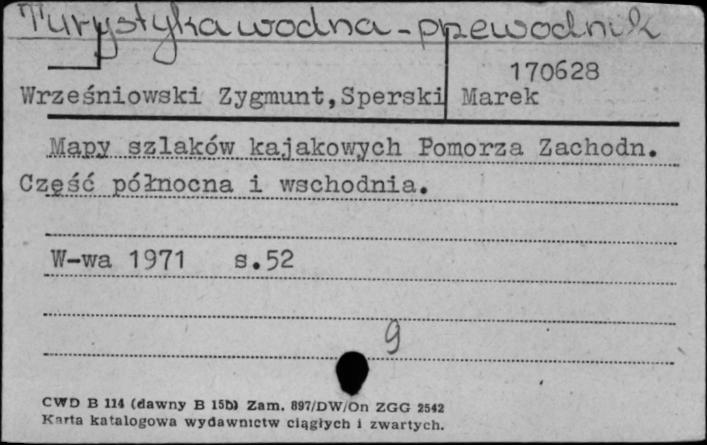 Turystyka wodna - przewodnik
170628
Wrześniowski Zygmunt, Sperski Marek
Mapy szlaków kajakowych Pomorza Zachodn.
Część północna i wschodnia.
W-wa 1971 s.52
9
CWD B 114 (dawny B 15b) Zam. 897/DW/On ZGG 2542
Karta katalogowa wydawnictw ciągłych i zwartych.